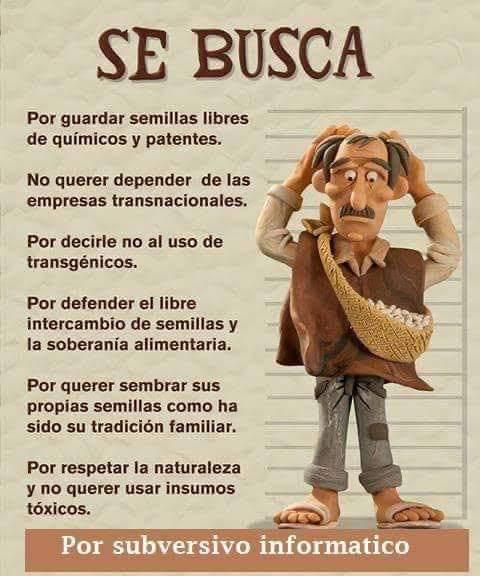 SE BUSCA
Por guardar semillas libres
de químicos y patentes.
No querer depender de las
empresas transnacionales.
Por decirle no al uso de
transgénicos.
Por defender el libre
intercambio de semillas y
la soberanía alimentaria.
Por querer sembrar sus
propias semillas como ha
sido su tradición familiar.
Por respetar la naturaleza
y no querer usar insumos
tóxicos.
Por subversivo informatico